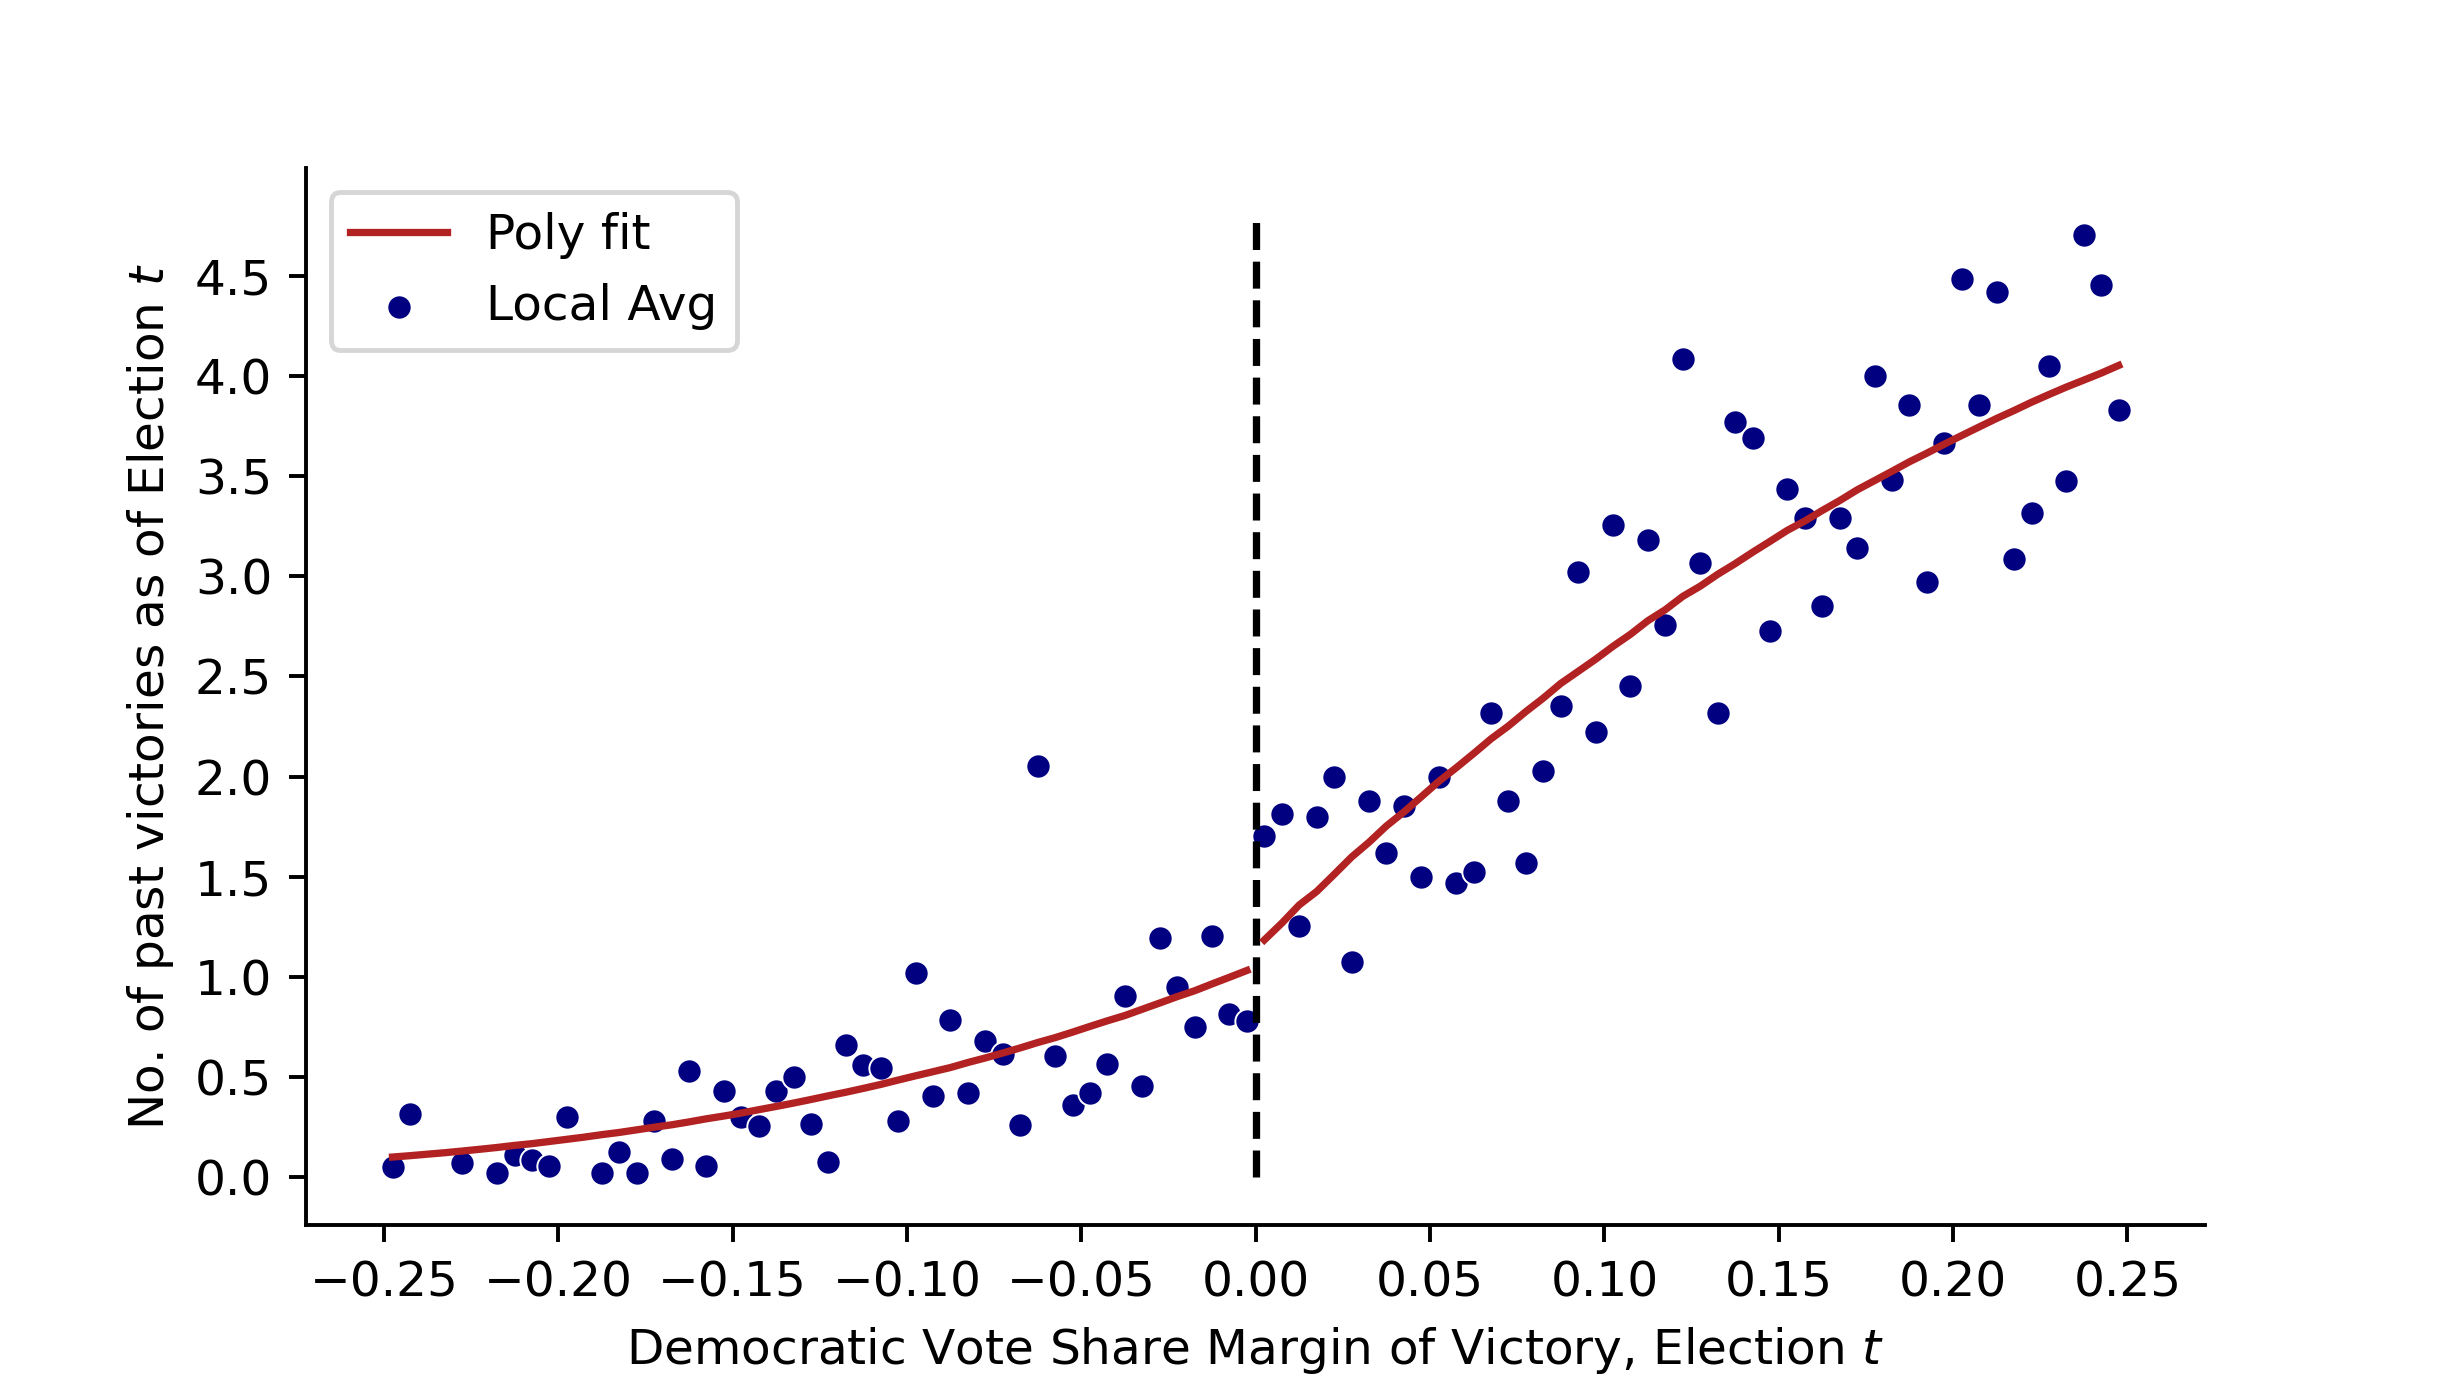 Poly fit
Local Avg
No. of past victories as of Election t
4.5
4.0
3.5
3.0
2.5
2.0
1.5
1.0
0.5
0.0
−0.25 −0.20 −0.15 −0.10 −0.05 0.00 0.05 0.10 0.15 0.20 0.25
Democratic Vote Share Margin of Victory, Election t